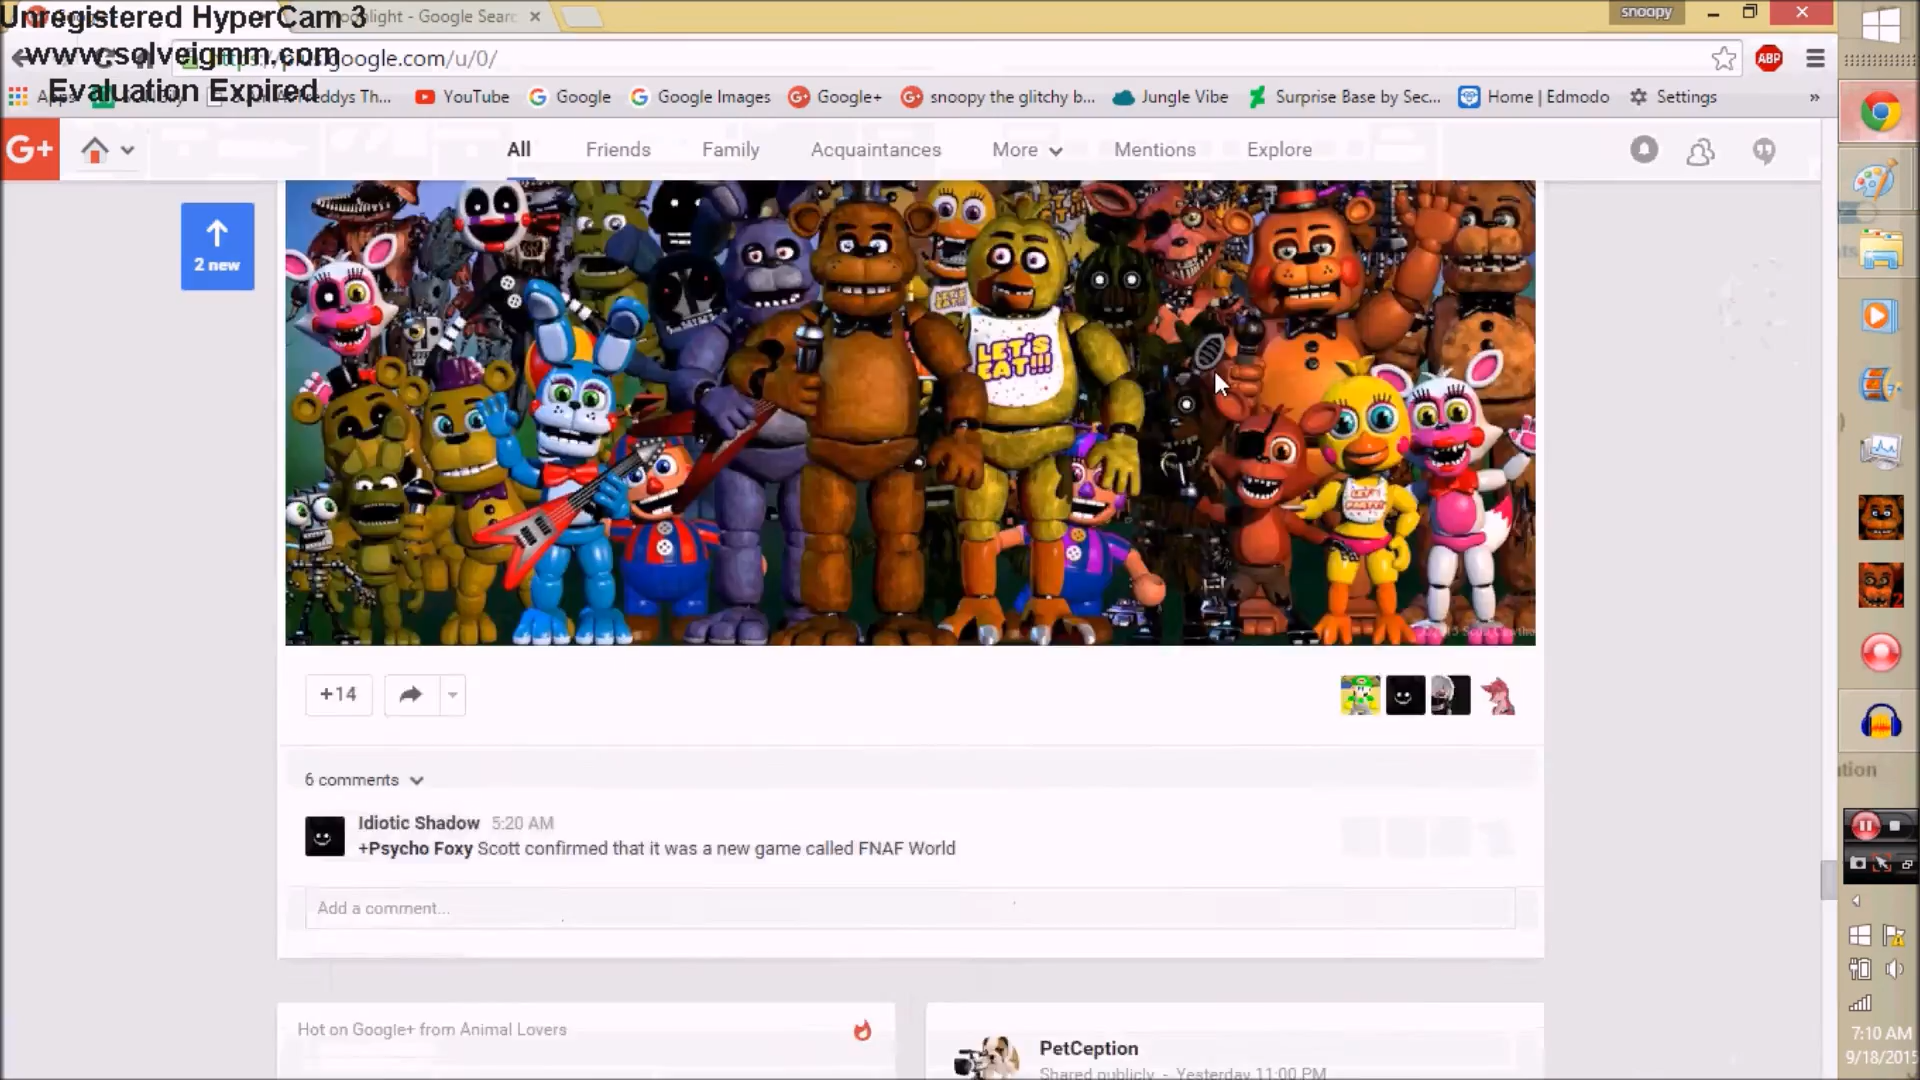 Unregistered HyperCam 3
www.solveigmm.com
Evaluation Expired
light - Google Searc
snoopy
google.com/u/0/
ABP
Freddys Th...
YouTube
Google
Google Images
Google+
snoopy the glitchy b...
Jungle Vibe
Surprise Base by Sec...
Home | Edmodo
Settings
»
G+
All
Friends
Family
Acquaintances
More
Mentions
Explore
2 new
LET'S
EAT!!!
+14
6 comments
Idiotic Shadow 5:20 AM
+Psycho Foxy Scott confirmed that it was a new game called FNAF World
Add a comment...
Hot on Google+ from Animal Lovers
PetCeption
Shared publicly - Yesterday 11:00 PM
7:10 AM
9/18/2015